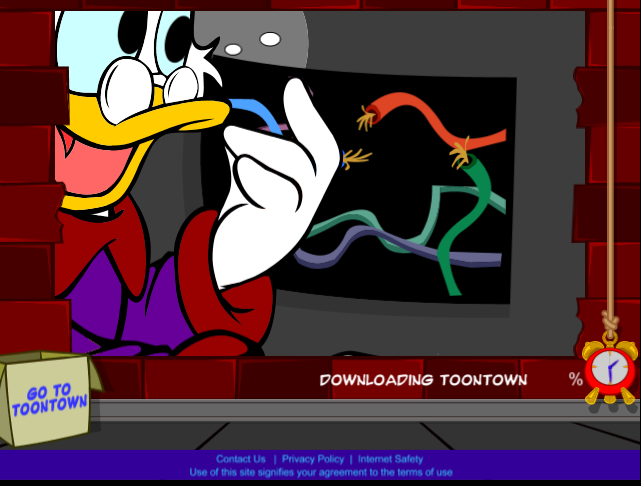 DOWNLOADING TOONTOWN %
GO TO
TOONTOWN
Contact Us | Privacy Policy | Internet Safety
Use of this site signifies your agreement to the terms of use